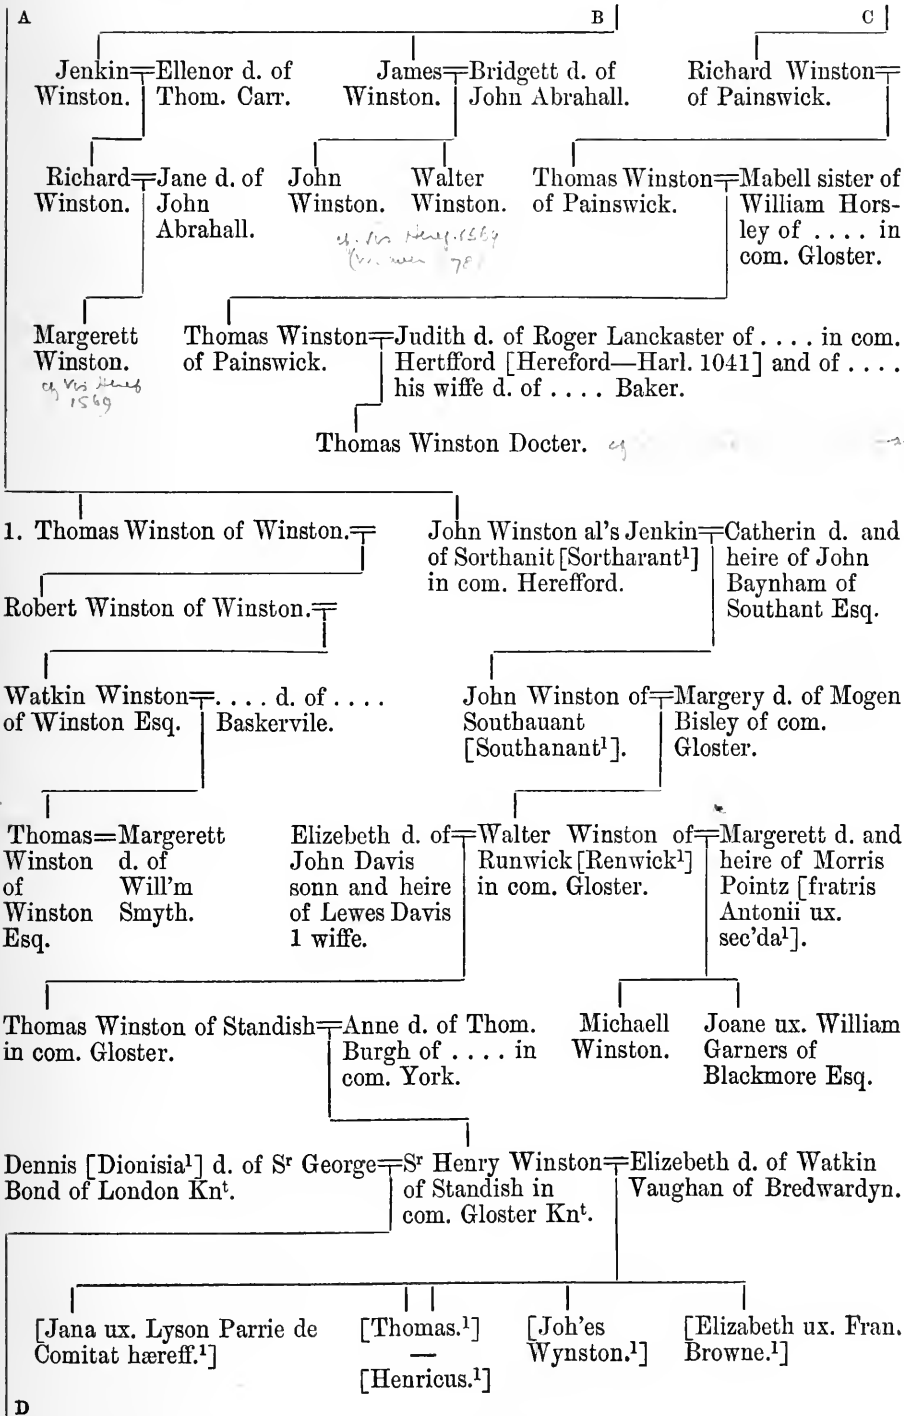 A
B
C
Jenkin=Ellenor d. of
Winston. Thom. Carr.
James=Bridgett d. of
Winston. John Abrahall.
Richard Winston=
of Painswick.
Richard=Jane d. of
Winston. John
Abrahall.
John
Winston.
Walter
Winston.
Thomas Winston=Mabell sister of
of Painswick. William Hors-
ley of .... in
com. Gloster.
Margerett
Winston.
1569
Thomas Winston=Judith d. of Roger Lanckaster of .... in com.
of Painswick. Hertfford [Hereford—Harl. 1041] and of ....
his wiffe d. of .... Baker.
Thomas Winston Docter.
1. Thomas Winston of Winston.=
John Winston al's Jenkin=Catherin d. and
of Sorthanit [Sortharant¹] heire of John
in com. Herefford. Baynham of
Southant Esq.
Robert Winston of Winston.=
Watkin Winston=.... d. of ....
of Winston Esq. Baskervile.
John Winston of=Margery d. of Mogen
Southauant Bisley of com.
[Southanant¹]. Gloster.
Thomas=Margerett
Winston d. of
of Will'm
Winston Smyth.
Esq.
Elizebeth d. of=Walter Winston of=Margerett d. and
John Davis Runwick [Renwick¹] heire of Morris
sonn and heire in com. Gloster. Pointz [fratris
of Lewes Davis Antonii ux.
1 wiffe. sec'da¹].
Thomas Winston of Standish=Anne d. of Thom.
in com. Gloster. Burgh of .... in
com. York.
Michaell
Winston.
Joane ux. William
Garners of
Blackmore Esq.
Dennis [Dionisia¹] d. of Sʳ George=Sʳ Henry Winston=Elizebeth d. of Watkin
Bond of London Knᵗ. of Standish in Vaughan of Bredwardyn.
com. Gloster Knᵗ.
[Jana ux. Lyson Parrie de
Comitat hæreff.¹]
[Thomas.¹]
—
[Henricus.¹]
[Joh'es
Wynston.¹]
[Elizabeth ux. Fran.
Browne.¹]
D